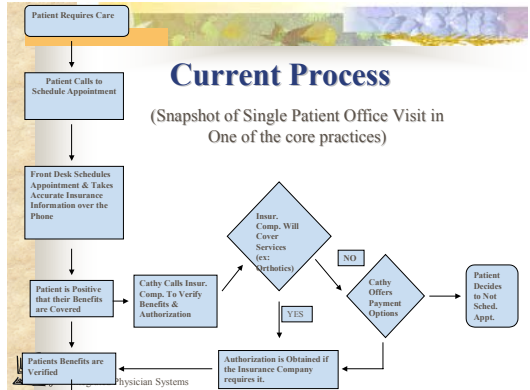 Patient Requires Care
Current Process
(Snapshot of Single Patient Office Visit in
One of the core practices)
Patient Calls to
Schedule Appointment
Front Desk Schedules
Appointment & Takes
Accurate Insurance
Information over the
Phone
Patient is Positive
that their Benefits
are Covered
Cathy Calls Insur.
Comp. To Verify
Benefits &
Authorization
Insur.
Comp. Will
Cover
Services
(ex:
Orthotics)
NO
YES
Cathy
Offers
Payment
Options
Patient
Decides
to Not
Sched.
Appt.
Authorization is Obtained if
the Insurance Company
requires it.
Patients Benefits are
Verified
Physician Systems